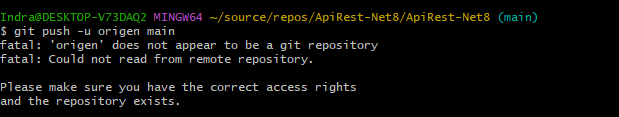 Indra@DESKTOP-V73DAQ2 MINGW64 ~/source/repos/ApiRest-Net8/ApiRest-Net8 (main)
$ git push -u origen main
fatal: 'origen' does not appear to be a git repository
fatal: Could not read from remote repository.
Please make sure you have the correct access rights
and the repository exists.